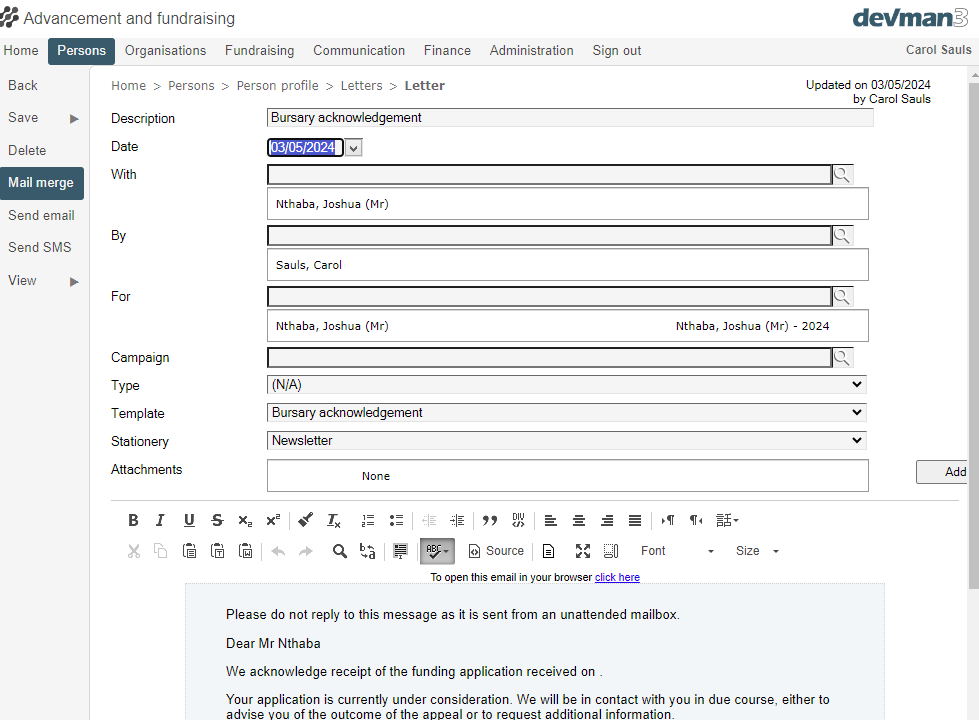 Advancement and fundraising
devman3
Home Persons Organisations Fundraising Communication Finance Administration Sign out Carol Sauls
Back
Save
Delete
Mail merge
Send email
Send SMS
View
Home > Persons > Person profile > Letters > Letter
Updated on 03/05/2024
by Carol Sauls
Description Bursary acknowledgement
Date 03/05/2024
With
Nthaba, Joshua (Mr)
By
Sauls, Carol
For
Nthaba, Joshua (Mr) Nthaba, Joshua (Mr) - 2024
Campaign
Type (N/A)
Template Bursary acknowledgement
Stationery Newsletter
Attachments None Add
B I U S x₂ x² Ix DIV
ABC Source Font Size
To open this email in your browser click here
Please do not reply to this message as it is sent from an unattended mailbox.
Dear Mr Nthaba
We acknowledge receipt of the funding application received on .
Your application is currently under consideration. We will be in contact with you in due course, either to
advise you of the outcome of the appeal or to request additional information.